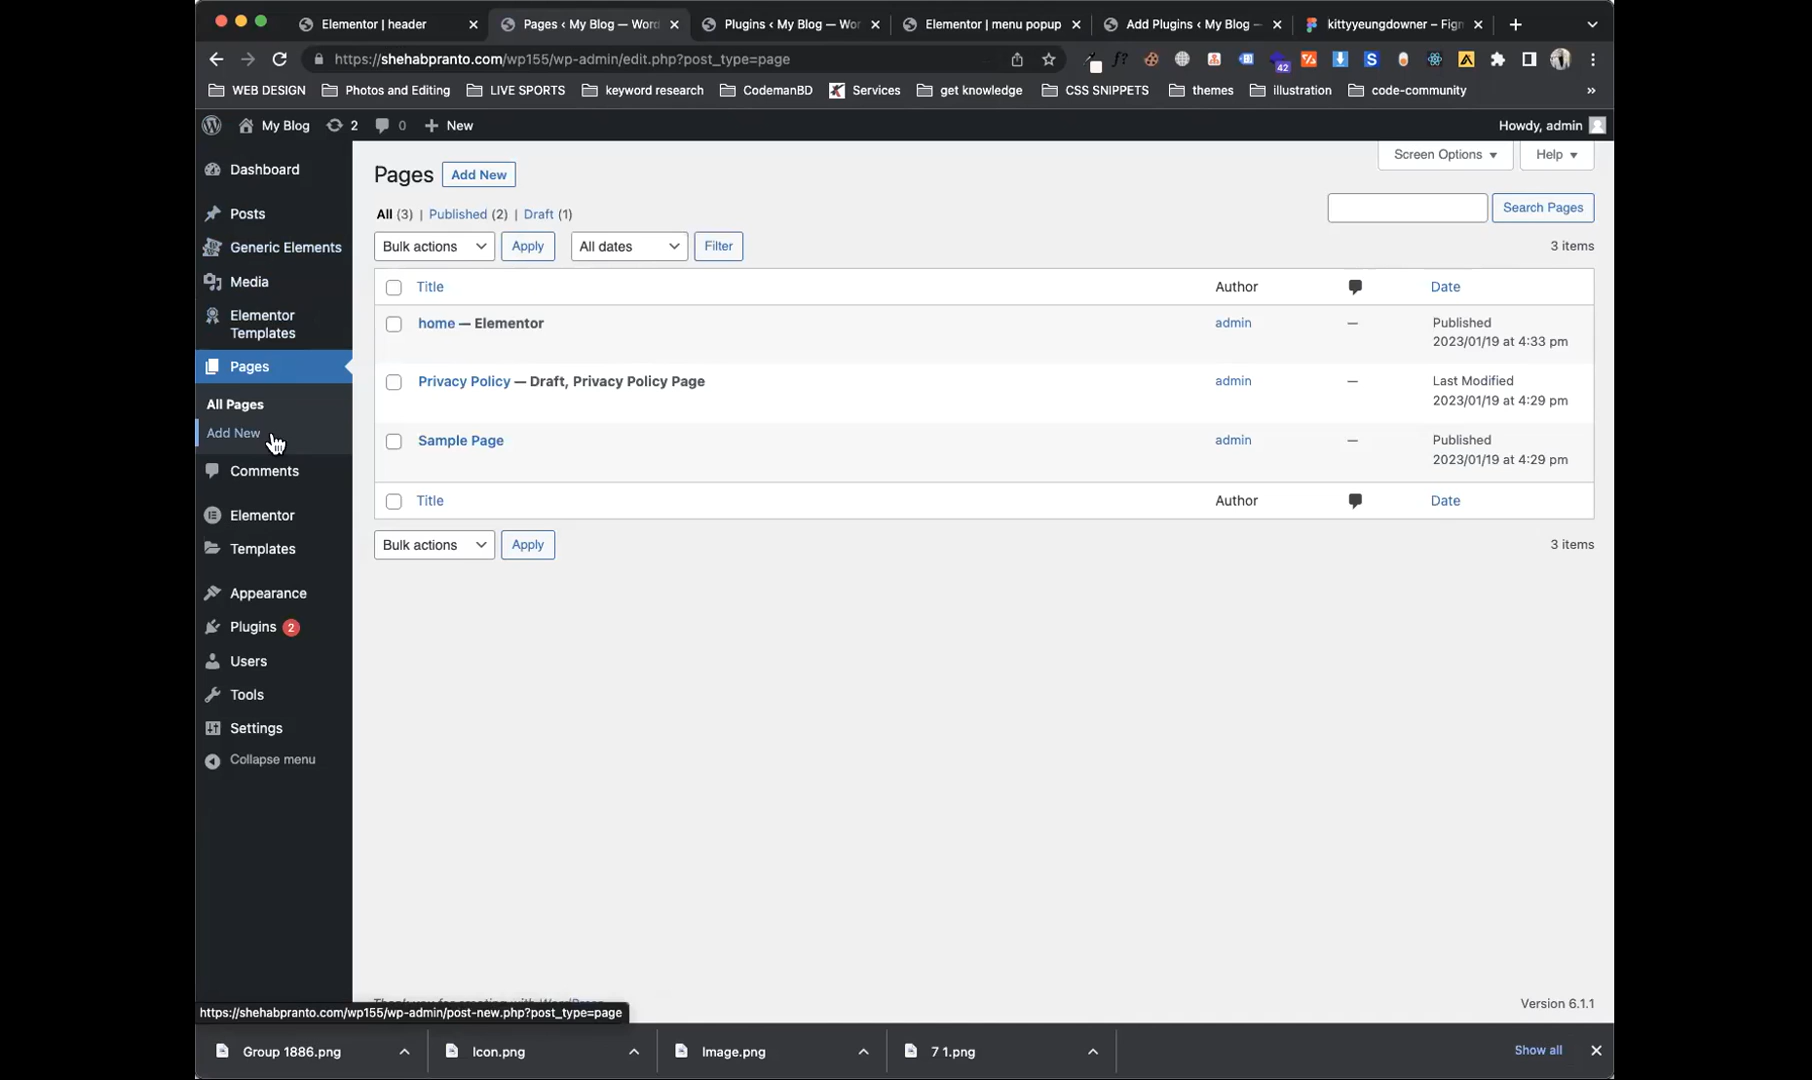 Elementor | header
Pages ‹ My Blog — Word
Plugins ‹ My Blog — Wor
Elementor | menu popup
Add Plugins ‹ My Blog —
kittyyeungdowner – Fign
https://shehabpranto.com/wp155/wp-admin/edit.php?post_type=page
42
WEB DESIGN
Photos and Editing
LIVE SPORTS
keyword research
CodemanBD
Services
get knowledge
CSS SNIPPETS
themes
illustration
code-community
»
My Blog
2
0
New
Howdy, admin
Dashboard
Posts
Generic Elements
Media
Elementor
Templates
Pages
All Pages
Add New
Comments
Elementor
Templates
Appearance
Plugins 2
Users
Tools
Settings
Collapse menu
Pages Add New
Screen Options
Help
All (3) | Published (2) | Draft (1)
Search Pages
Bulk actions Apply All dates Filter
3 items
Title Author Date
home — Elementor admin — Published
2023/01/19 at 4:33 pm
Privacy Policy — Draft, Privacy Policy Page admin — Last Modified
2023/01/19 at 4:29 pm
Sample Page admin — Published
2023/01/19 at 4:29 pm
Title Author Date
Bulk actions Apply
3 items
Version 6.1.1
https://shehabpranto.com/wp155/wp-admin/post-new.php?post_type=page
Group 1886.png
Icon.png
Image.png
7 1.png
Show all